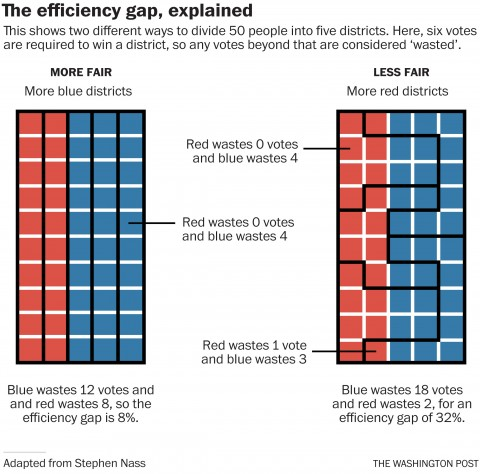 The efficiency gap, explained
This shows two different ways to divide 50 people into five districts. Here, six votes
are required to win a district, so any votes beyond that are considered ‘wasted’.
MORE FAIR
More blue districts
LESS FAIR
More red districts
Red wastes 0 votes
and blue wastes 4
Red wastes 0 votes
and blue wastes 4
Red wastes 1 vote
and blue wastes 3
Blue wastes 12 votes and
and red wastes 8, so the
efficiency gap is 8%.
Blue wastes 18 votes
and red wastes 2, for an
efficiency gap of 32%.
Adapted from Stephen Nass
THE WASHINGTON POST